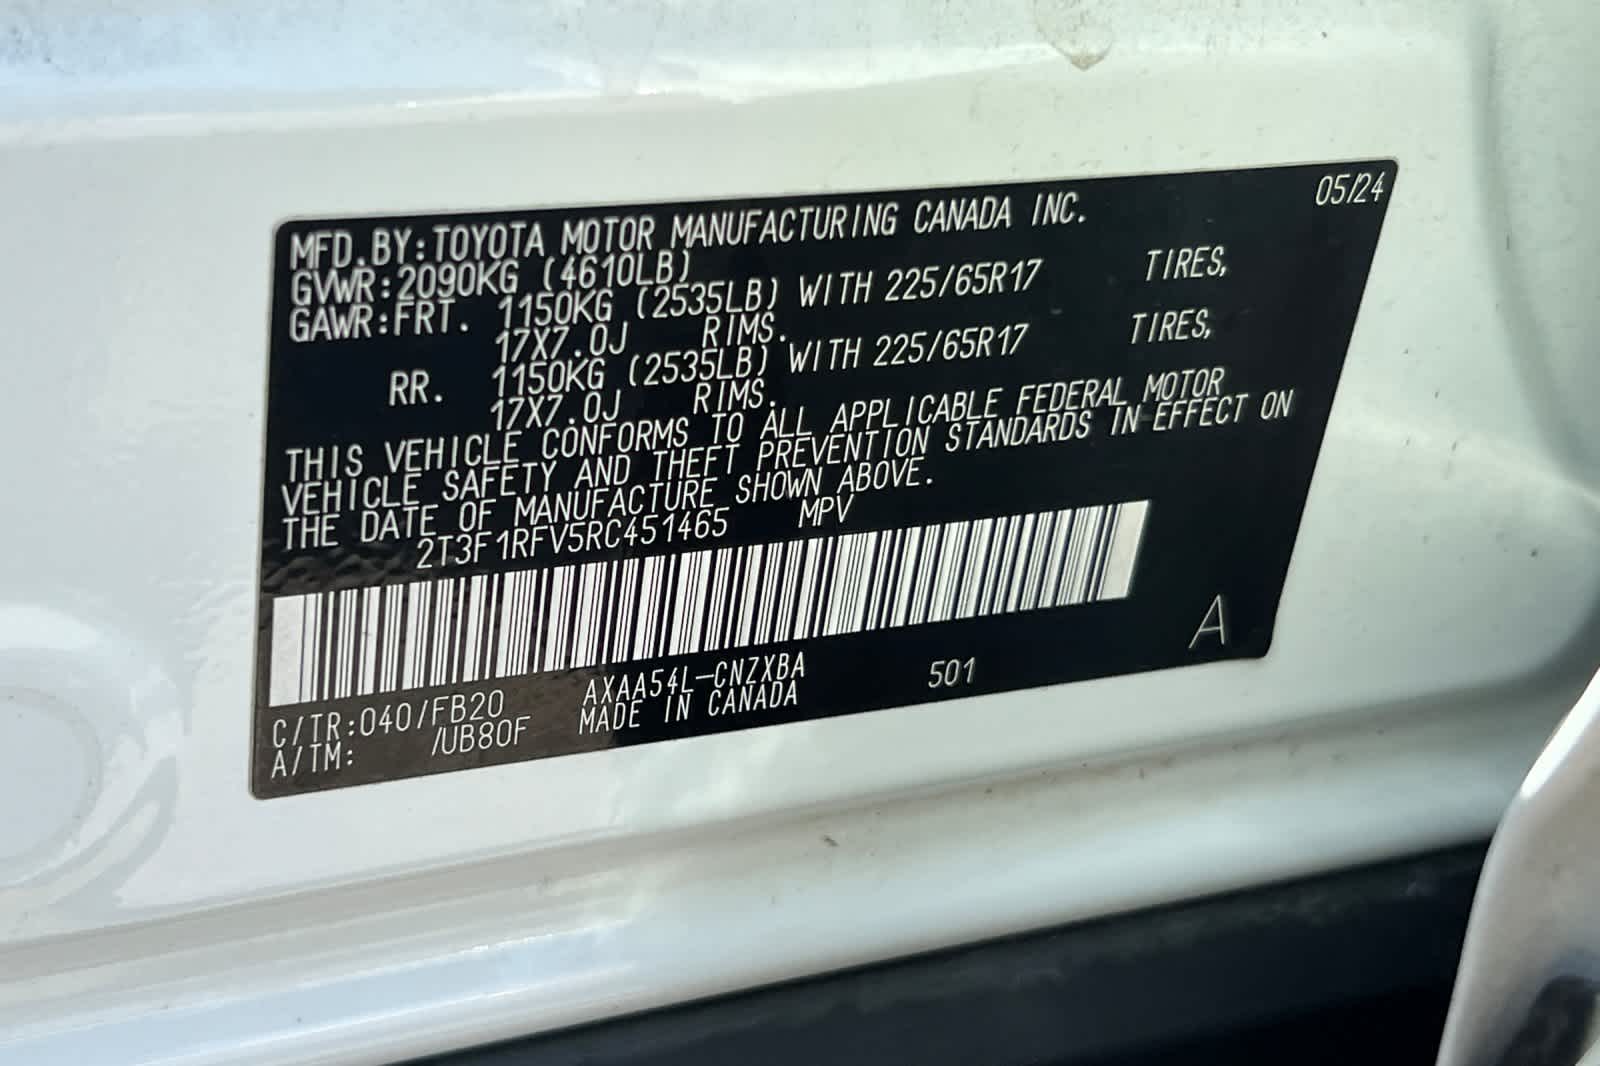 05/24
MFD.BY:TOYOTA MOTOR MANUFACTURING CANADA INC.
GVWR:2090KG (4610LB)
GAWR:FRT. 1150KG (2535LB) WITH 225/65R17 TIRES,
17X7.0J RIMS.
RR. 1150KG (2535LB) WITH 225/65R17 TIRES,
17X7.0J RIMS.
THIS VEHICLE CONFORMS TO ALL APPLICABLE FEDERAL MOTOR
VEHICLE SAFETY AND THEFT PREVENTION STANDARDS IN EFFECT ON
THE DATE OF MANUFACTURE SHOWN ABOVE.
2T3F1RFV5RC451465 MPV
A
C/TR:040/FB20 AXAA54L-CNZXBA 501
A/TM: /UB80F MADE IN CANADA